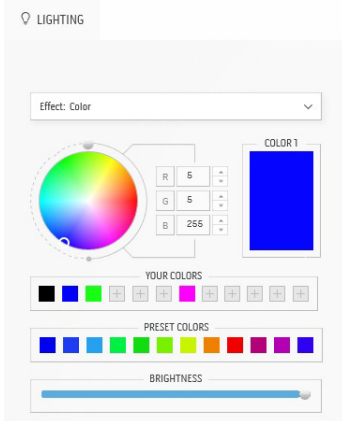 LIGHTING
Effect: Color
COLOR 1
R 5
G 5
B 255
YOUR COLORS
PRESET COLORS
BRIGHTNESS